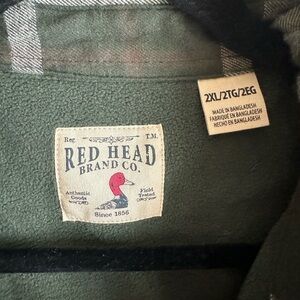 2XL/2TG/2EG
MADE IN BANGLADESH
FABRIQUÉ EN BANGLADESH
HECHO EN BANGLADESH
Reg. T.M.
RED HEAD
BRAND CO.
Authentic Goods
Field Tested
Since 1856